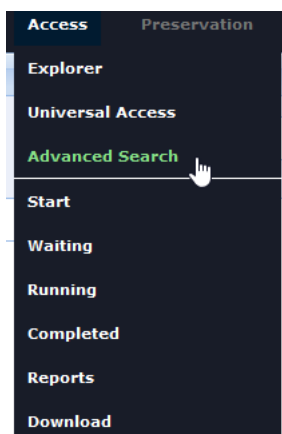 Access Preservation
Explorer
Universal Access
Advanced Search
Start
Waiting
Running
Completed
Reports
Download